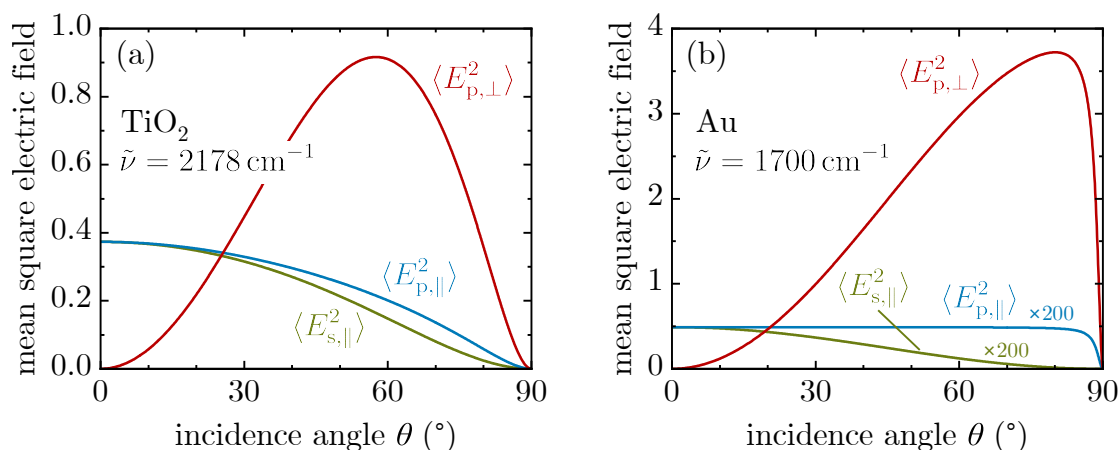 mean square electric field
1.0
0.8
0.6
0.4
0.2
0.0
(a)
⟨E²p,⊥⟩
TiO₂
ν̃ = 2178 cm⁻¹
⟨E²p,∥⟩
⟨E²s,∥⟩
0 30 60 90
incidence angle θ (°)
mean square electric field
4
3
2
1
0
(b)
⟨E²p,⊥⟩
Au
ν̃ = 1700 cm⁻¹
⟨E²s,∥⟩
⟨E²p,∥⟩ ×200
×200
0 30 60 90
incidence angle θ (°)